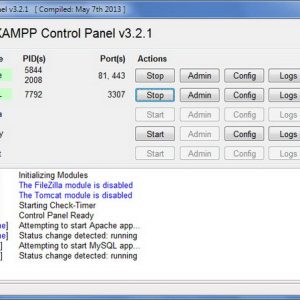 nel v3.2.1 [ Compiled: May 7th 2013 ]
XAMPP Control Panel v3.2.1
e PID(s) Port(s) Actions
e 5844
2008 81, 443 Stop Admin Config Logs
L 7792 3307 Stop Admin Config Logs
a Start Admin Config Logs
ry Start Admin Config Logs
t Start Admin Config Logs
Initializing Modules
The FileZilla module is disabled
The Tomcat module is disabled
Starting Check-Timer
Control Panel Ready
he] Attempting to start Apache app...
he] Status change detected: running
] Attempting to start MySQL app...
] Status change detected: running